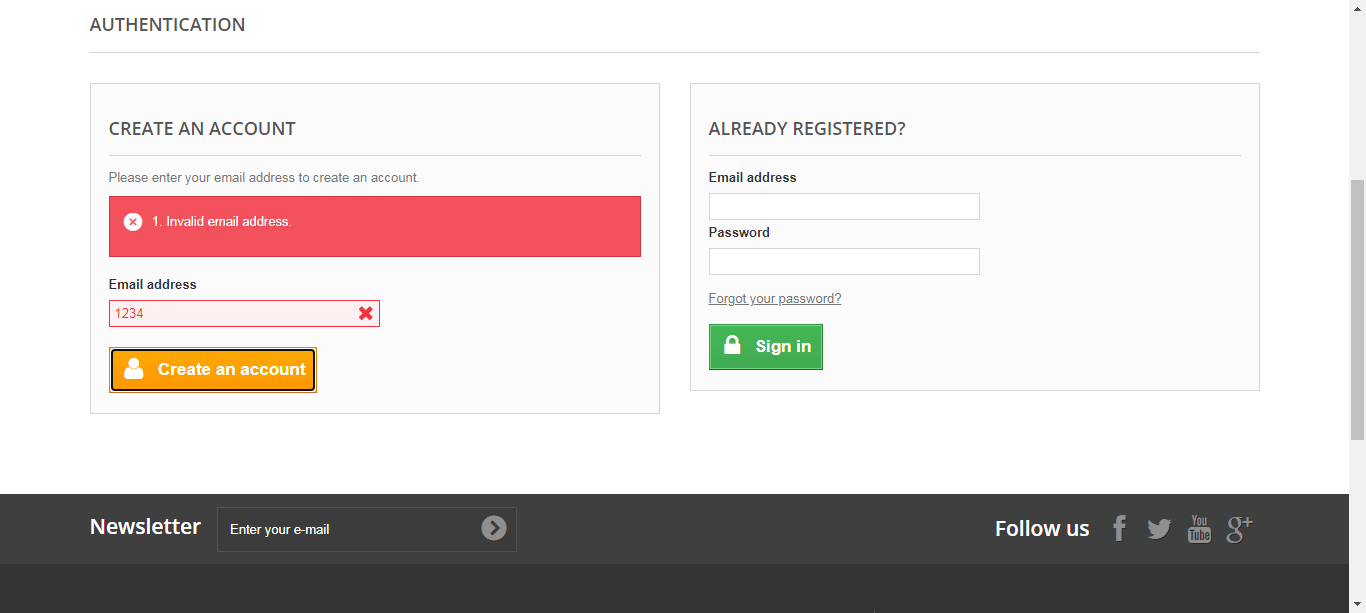 AUTHENTICATION
CREATE AN ACCOUNT
Please enter your email address to create an account.
1. Invalid email address.
Email address
1234
Create an account
ALREADY REGISTERED?
Email address
Password
Forgot your password?
Sign in
Newsletter
Enter your e-mail
Follow us
f
You
Tube
g+